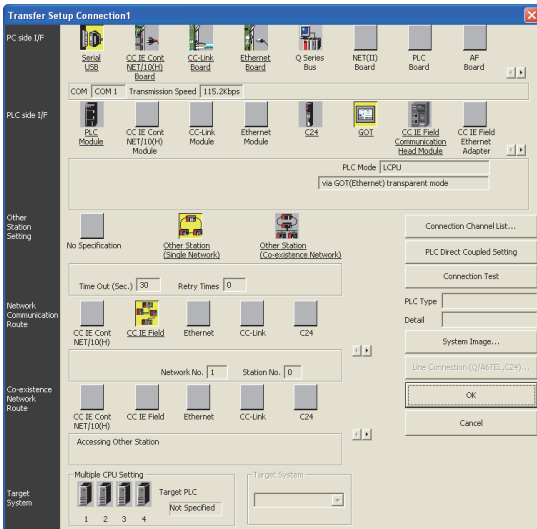 Transfer Setup Connection1
PC side I/F
Serial
USB
CC IE Cont
NET/10(H)
Board
CC-Link
Board
Ethernet
Board
Q Series
Bus
NET(II)
Board
PLC
Board
AF
Board
COM COM 1 Transmission Speed 115.2Kbps
PLC side I/F
PLC
Module
CC IE Cont
NET/10(H)
Module
CC-Link
Module
Ethernet
Module
C24
GOT
CC IE Field
Communication
Head Module
CC IE Field
Ethernet
Adapter
PLC Mode LCPU
via GOT(Ethernet) transparent mode
Other
Station
Setting
No Specification
Other Station
(Single Network)
Other Station
(Co-existence Network)
Time Out (Sec.) 30 Retry Times 0
Connection Channel List...
PLC Direct Coupled Setting
Connection Test
PLC Type
Detail
System Image...
Line Connection (Q/A6TEL,C24)...
OK
Cancel
Network
Communication
Route
CC IE Cont
NET/10(H)
CC IE Field
Ethernet
CC-Link
C24
Network No. 1 Station No. 0
Co-existence
Network
Route
CC IE Cont
NET/10(H)
CC IE Field
Ethernet
CC-Link
C24
Accessing Other Station
Target
System
Multiple CPU Setting
1 2 3 4
Target PLC
Not Specified
Target System